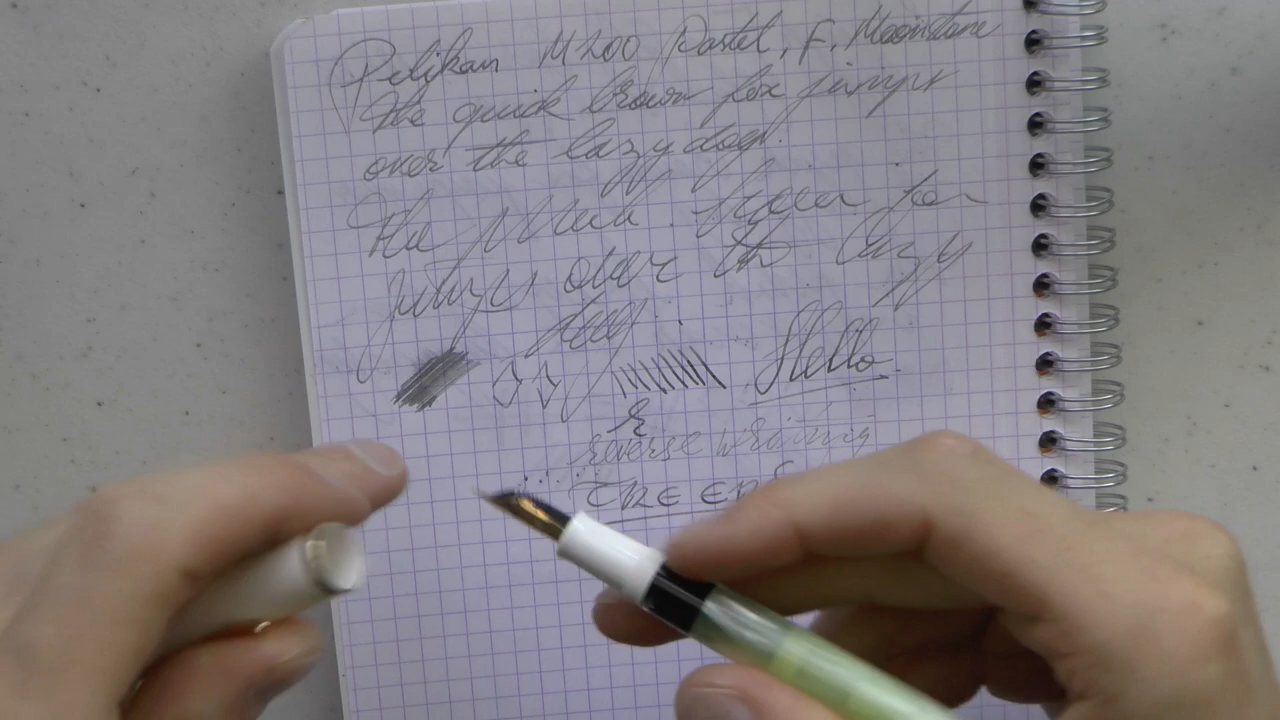 Pelikan M200 Pastel, F, Moonstone
The quick brown fox jumps
over the lazy dog.
The quick brown fox
jumps over the lazy
dog
Hello
reverse writing
THE END